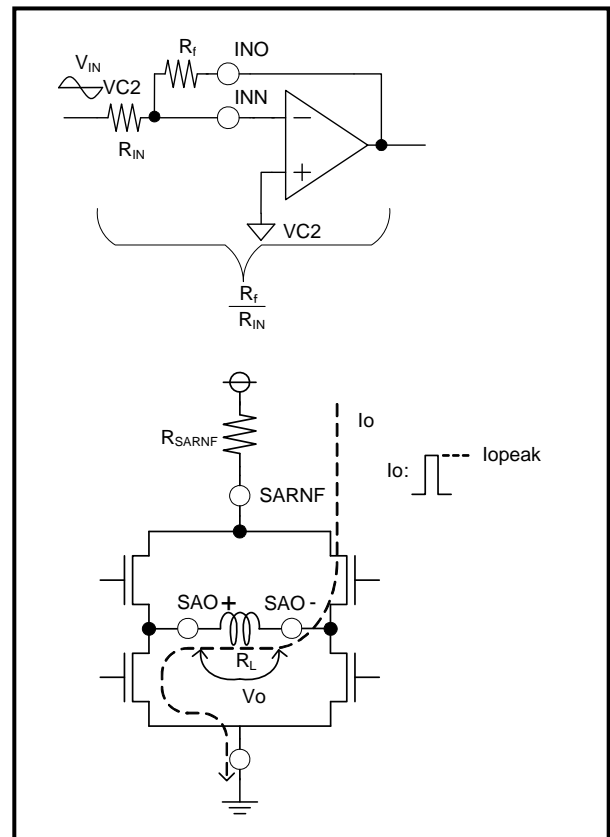 R_f INO
V_IN
VC2 INN
R_IN
−
+
VC2
R_f
R_IN
Io
R_SARNF
Io: Iopeak
SARNF
SAO+ SAO-
R_L
Vo